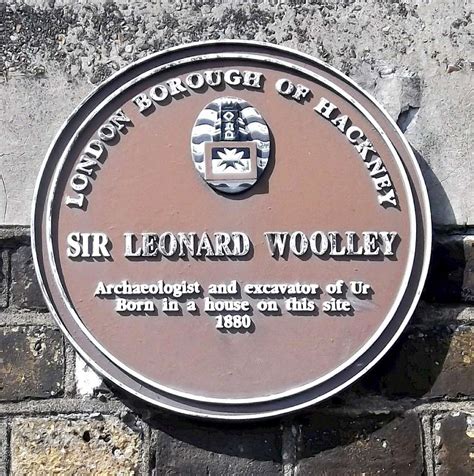 LONDON BOROUGH OF HACKNEY
SIR LEONARD WOOLLEY
Archaeologist and excavator of Ur
Born in a house on this site
1880